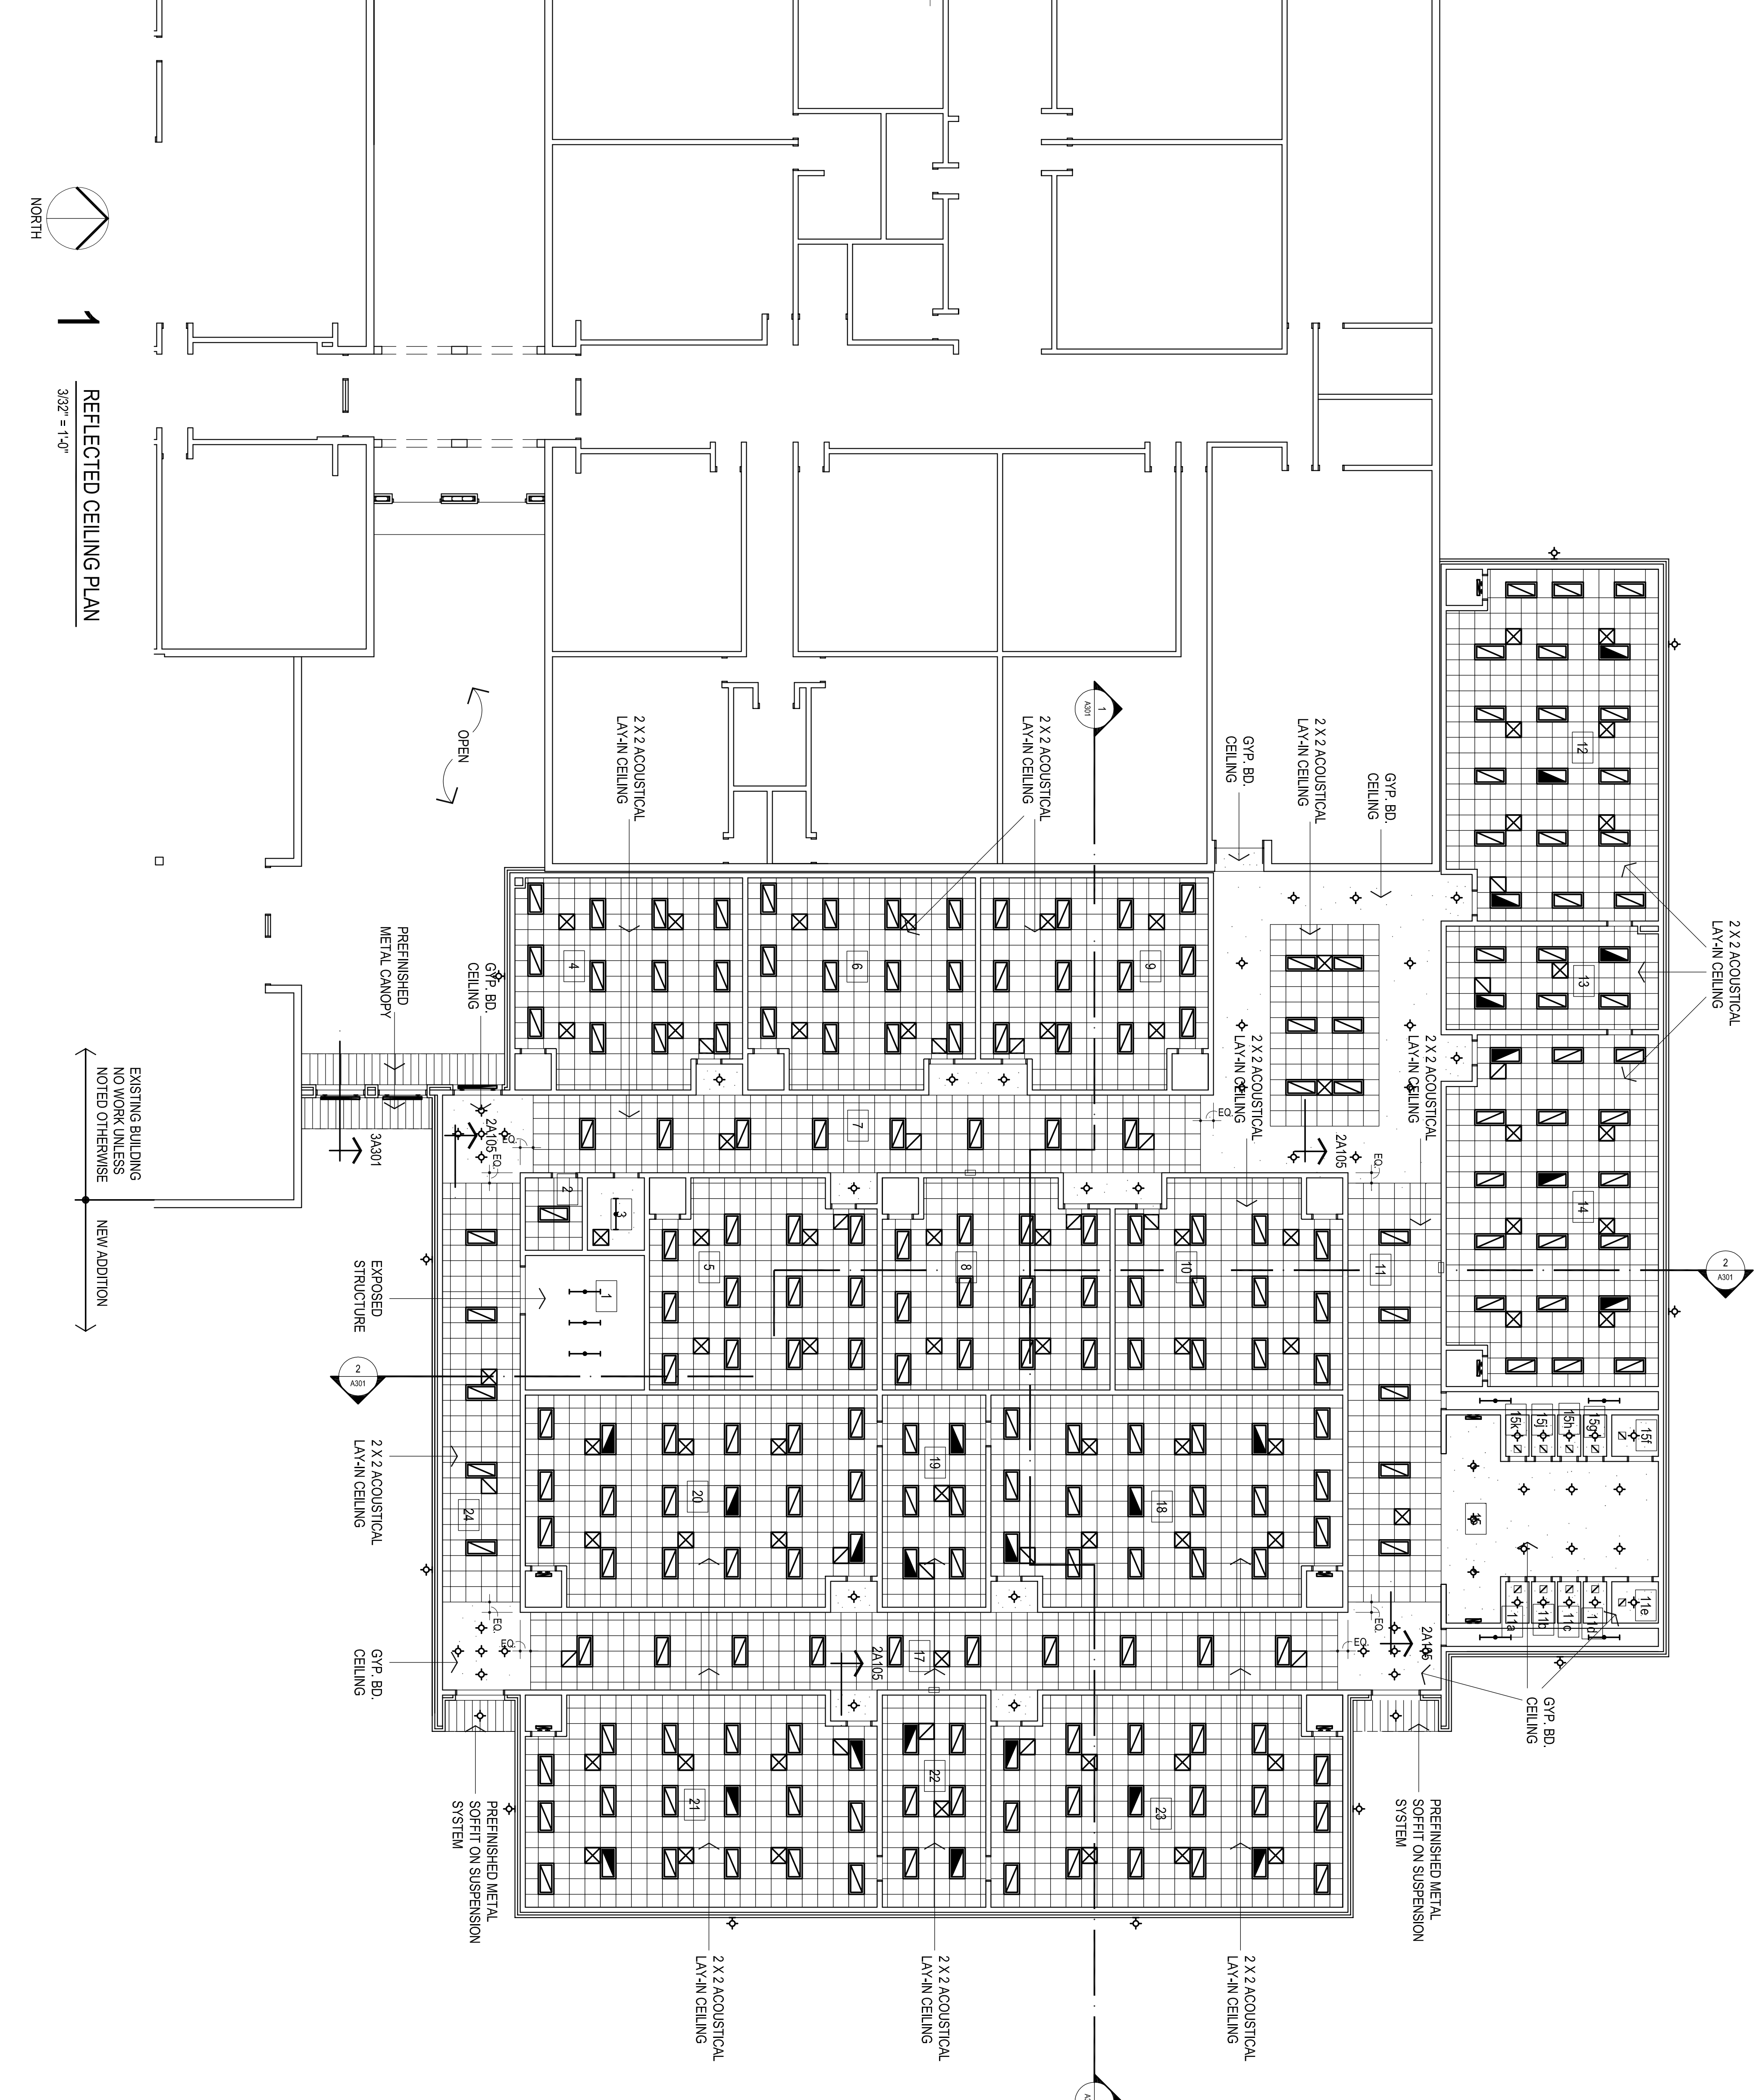 NORTH
1
REFLECTED CEILING PLAN
3/32" = 1'-0"
EXISTING BUILDING
NO WORK UNLESS
NOTED OTHERWISE
NEW ADDITION
OPEN
PREFINISHED
METAL CANOPY
GYP. BD.
CEILING
3A301
EXPOSED
STRUCTURE
2
A301
2 X 2 ACOUSTICAL
LAY-IN CEILING
GYP. BD.
CEILING
PREFINISHED METAL
SOFFIT ON SUSPENSION
SYSTEM
2 X 2 ACOUSTICAL
LAY-IN CEILING
2 X 2 ACOUSTICAL
LAY-IN CEILING
1
A301
GYP. BD.
CEILING
2 X 2 ACOUSTICAL
LAY-IN CEILING
GYP. BD.
CEILING
2 X 2 ACOUSTICAL
LAY-IN CEILING
2 X 2 ACOUSTICAL
LAY-IN CEILING
2 X 2 ACOUSTICAL
LAY-IN CEILING
2
A301
GYP. BD.
CEILING
PREFINISHED METAL
SOFFIT ON SUSPENSION
SYSTEM
2 X 2 ACOUSTICAL
LAY-IN CEILING
2 X 2 ACOUSTICAL
LAY-IN CEILING
2 X 2 ACOUSTICAL
LAY-IN CEILING
2A105
2A105
2A105
2A105
EQ.
EQ.
EQ.
EQ.
EQ.
EQ.
EQ.
EQ.
1
2
3
4
5
6
7
8
9
10
11
11a
11b
11c
11d
11e
12
13
14
15
15f
15g
15h
15j
15k
17
18
19
20
21
22
23
24